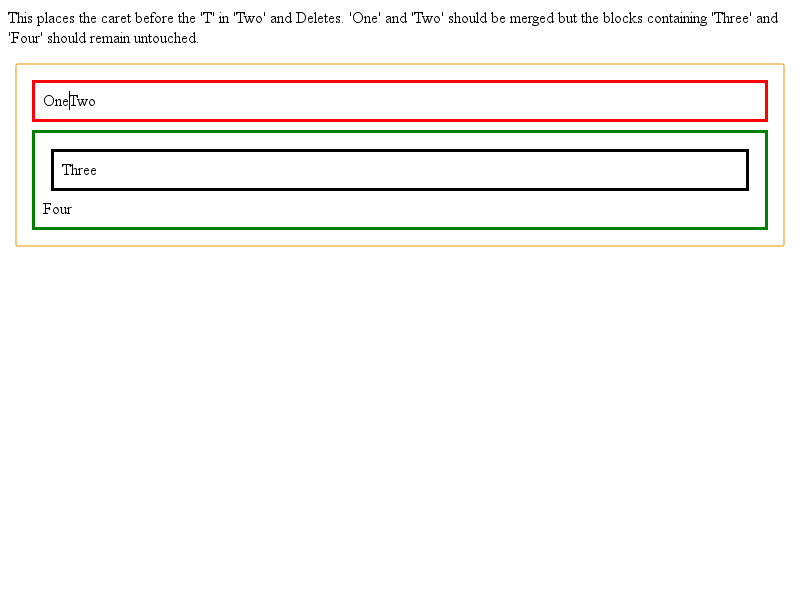 This places the caret before the 'T' in 'Two' and Deletes. 'One' and 'Two' should be merged but the blocks containing 'Three' and
'Four' should remain untouched.
OneTwo
Three
Four